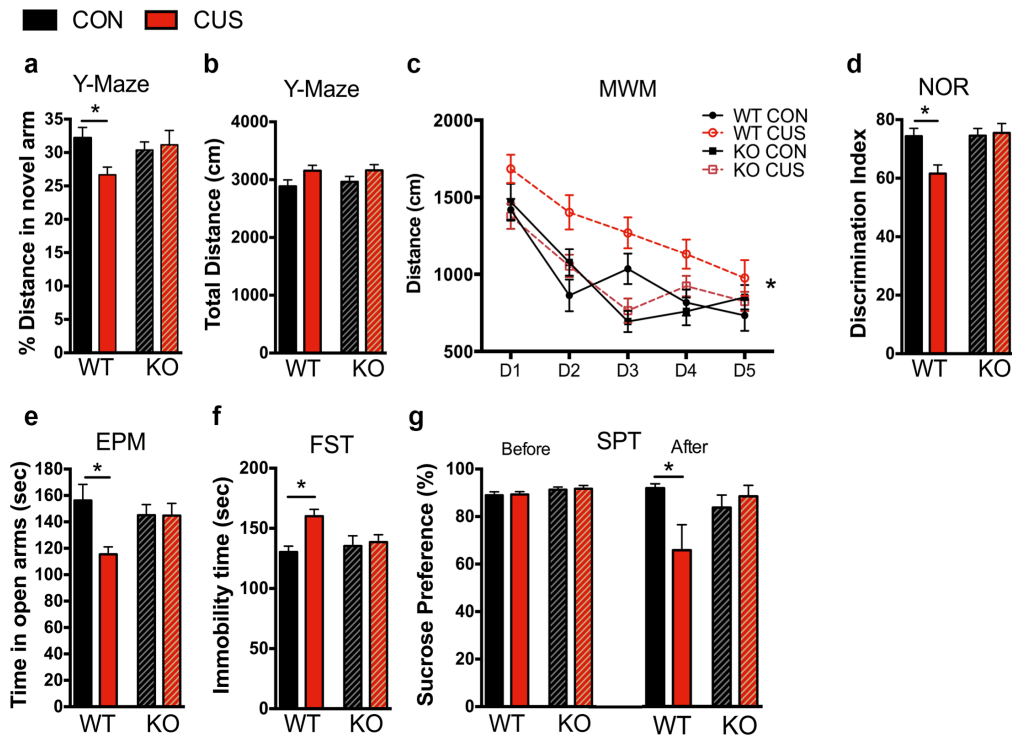 CON CUS
a
Y-Maze
% Distance in novel arm
35
30
25
20
15
10
5
0
*
WT KO
b
Y-Maze
Total Distance (cm)
4000
3000
2000
1000
0
WT KO
c
MWM
Distance (cm)
2000
1500
1000
500
WT CON
WT CUS
KO CON
KO CUS
*
D1 D2 D3 D4 D5
d
NOR
Discrimination Index
80
60
40
20
0
*
WT KO
e
EPM
Time in open arms (sec)
180
160
140
120
100
80
60
40
20
0
*
WT KO
f
FST
Immobility time (sec)
200
150
100
50
0
*
WT KO
g
SPT
Before After
Sucrose Preference (%)
100
80
60
40
20
0
*
WT KO WT KO